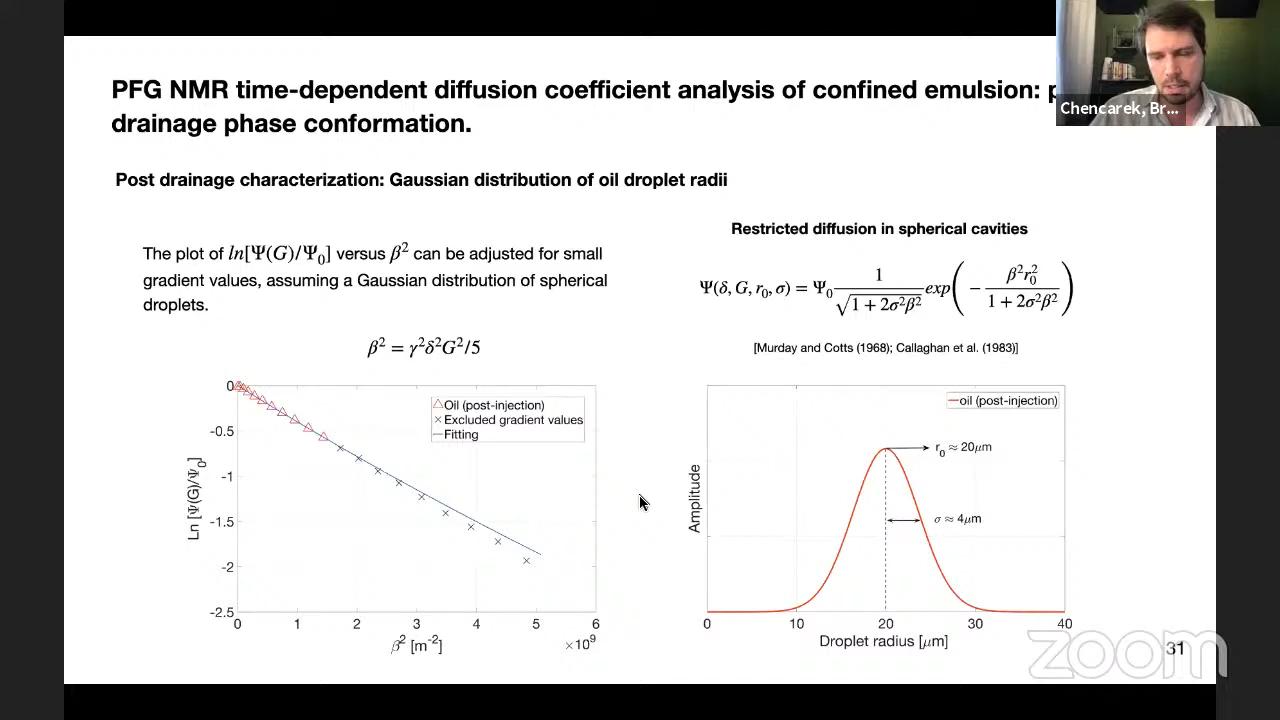 PFG NMR time-dependent diffusion coefficient analysis of confined emulsion:
drainage phase conformation.
Chencarek, Br...
Post drainage characterization: Gaussian distribution of oil droplet radii
The plot of ln[Ψ(G)/Ψ₀] versus β² can be adjusted for small
gradient values, assuming a Gaussian distribution of spherical
droplets.
β² = γ²δ²G²/5
Restricted diffusion in spherical cavities
Ψ(δ, G, r₀, σ) = Ψ₀ 1/√(1 + 2σ²β²) exp(− β²r₀²/(1 + 2σ²β²))
[Murday and Cotts (1968); Callaghan et al. (1983)]
Oil (post-injection)
Excluded gradient values
Fitting
0
-0.5
-1
-1.5
-2
-2.5
Ln [Ψ(G)/Ψ₀]
0 1 2 3 4 5 6
β² [m⁻²]
×10⁹
oil (post-injection)
r₀ ≈ 20μm
σ ≈ 4μm
Amplitude
0 10 20 30 40
Droplet radius [μm]
31
zoom